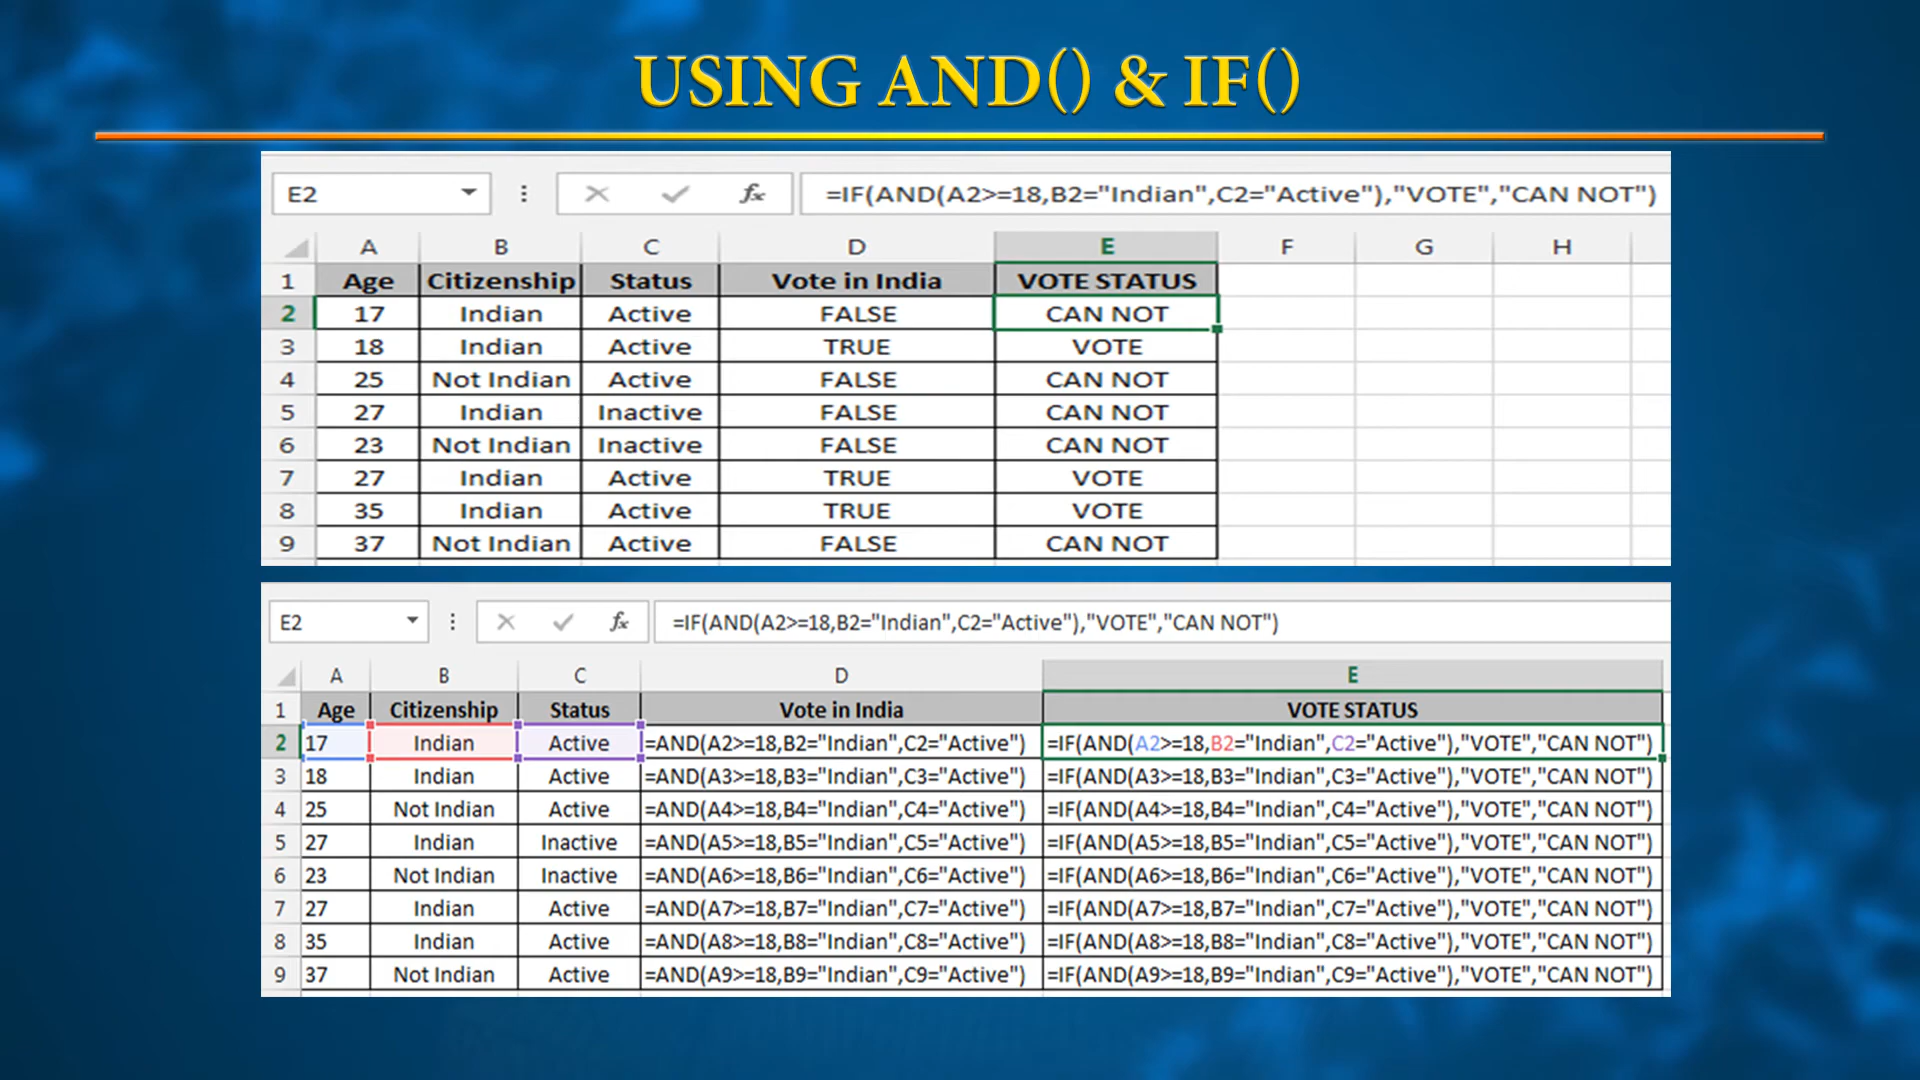 USING AND() & IF()
E2 fx =IF(AND(A2>=18,B2="Indian",C2="Active"),"VOTE","CAN NOT")
A B C D E F G H
1 Age Citizenship Status Vote in India VOTE STATUS
2 17 Indian Active FALSE CAN NOT
3 18 Indian Active TRUE VOTE
4 25 Not Indian Active FALSE CAN NOT
5 27 Indian Inactive FALSE CAN NOT
6 23 Not Indian Inactive FALSE CAN NOT
7 27 Indian Active TRUE VOTE
8 35 Indian Active TRUE VOTE
9 37 Not Indian Active FALSE CAN NOT
E2 fx =IF(AND(A2>=18,B2="Indian",C2="Active"),"VOTE","CAN NOT")
A B C D E
1 Age Citizenship Status Vote in India VOTE STATUS
2 17 Indian Active =AND(A2>=18,B2="Indian",C2="Active") =IF(AND(A2>=18,B2="Indian",C2="Active"),"VOTE","CAN NOT")
3 18 Indian Active =AND(A3>=18,B3="Indian",C3="Active") =IF(AND(A3>=18,B3="Indian",C3="Active"),"VOTE","CAN NOT")
4 25 Not Indian Active =AND(A4>=18,B4="Indian",C4="Active") =IF(AND(A4>=18,B4="Indian",C4="Active"),"VOTE","CAN NOT")
5 27 Indian Inactive =AND(A5>=18,B5="Indian",C5="Active") =IF(AND(A5>=18,B5="Indian",C5="Active"),"VOTE","CAN NOT")
6 23 Not Indian Inactive =AND(A6>=18,B6="Indian",C6="Active") =IF(AND(A6>=18,B6="Indian",C6="Active"),"VOTE","CAN NOT")
7 27 Indian Active =AND(A7>=18,B7="Indian",C7="Active") =IF(AND(A7>=18,B7="Indian",C7="Active"),"VOTE","CAN NOT")
8 35 Indian Active =AND(A8>=18,B8="Indian",C8="Active") =IF(AND(A8>=18,B8="Indian",C8="Active"),"VOTE","CAN NOT")
9 37 Not Indian Active =AND(A9>=18,B9="Indian",C9="Active") =IF(AND(A9>=18,B9="Indian",C9="Active"),"VOTE","CAN NOT")